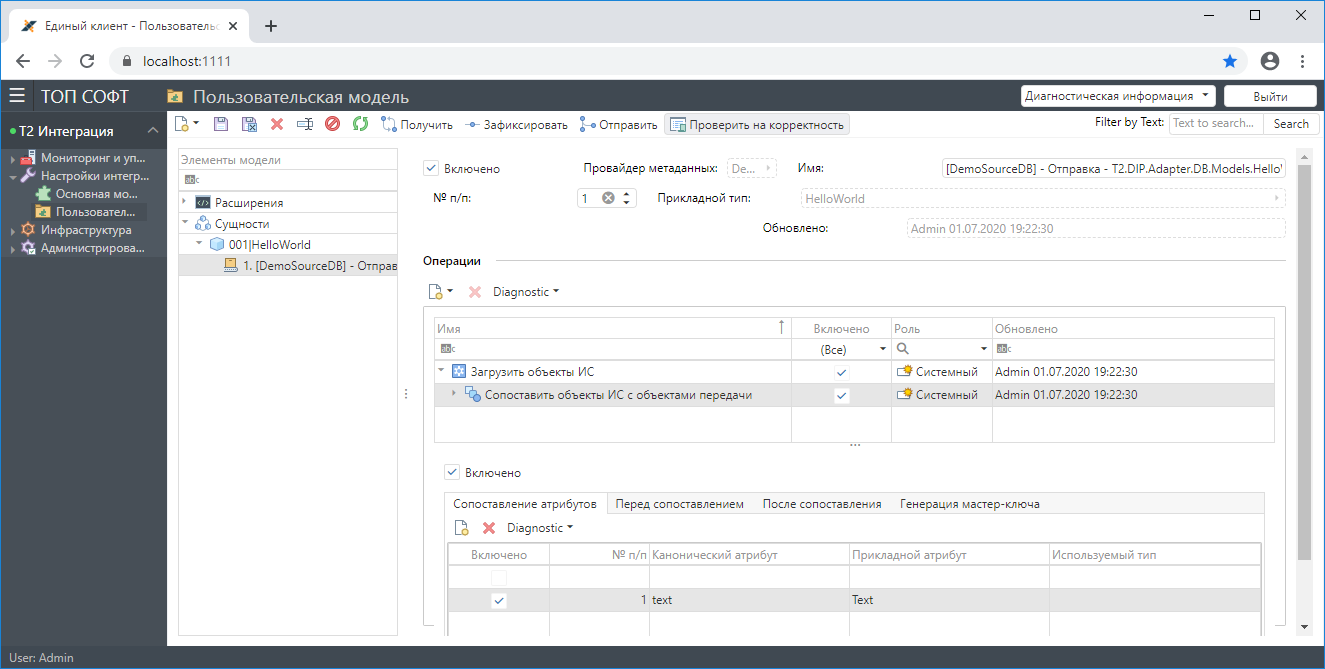 Единый клиент - Пользовательс
localhost:1111
ТОП СОФТ
Пользовательская модель
Диагностическая информация
Выйти
Т2 Интеграция
Получить
Зафиксировать
Отправить
Проверить на корректность
Filter by Text:
Text to search...
Search
Мониторинг и уп...
Настройки интегр...
Основная мо...
Пользовател...
Инфраструктура
Администрирова...
Элементы модели
abc
Расширения
Сущности
001|HelloWorld
1. [DemoSourceDB] - Отправ
Включено
Провайдер метаданных:
De...
Имя:
[DemoSourceDB] - Отправка - T2.DIP.Adapter.DB.Models.Hello'
№ п/п:
1
Прикладной тип:
HelloWorld
Обновлено:
Admin 01.07.2020 19:22:30
Операции
Diagnostic
Имя
Включено
Роль
Обновлено
abc
(Все)
abc
Загрузить объекты ИС
Системный
Admin 01.07.2020 19:22:30
Сопоставить объекты ИС с объектами передачи
Системный
Admin 01.07.2020 19:22:30
Включено
Сопоставление атрибутов
Перед сопоставлением
После сопоставления
Генерация мастер-ключа
Diagnostic
Включено
№ п/п
Канонический атрибут
Прикладной атрибут
Используемый тип
1
text
Text
User: Admin